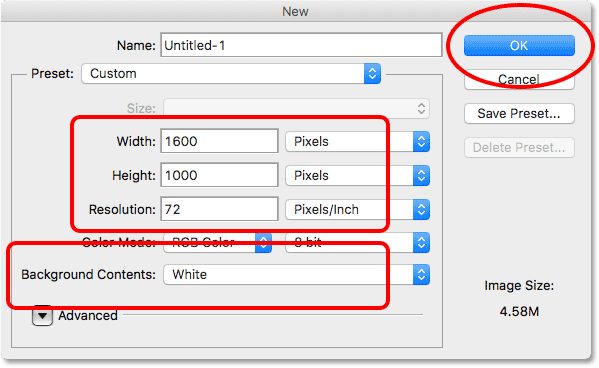 New
Name: Untitled-1
OK
Preset: Custom
Cancel
Size:
Save Preset...
Width: 1600 Pixels
Delete Preset...
Height: 1000 Pixels
Resolution: 72 Pixels/Inch
Color Mode: RGB Color 8 bit
Background Contents: White
Image Size:
4.58M
Advanced